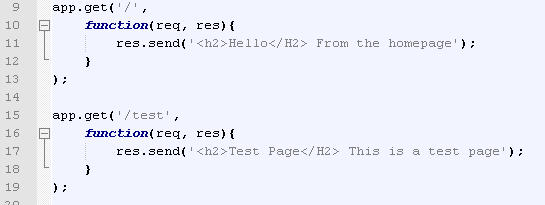 9 app.get('/',
10 function(req, res){
11 res.send('<h2>Hello</H2> From the homepage');
12 }
13 );
14
15 app.get('/test',
16 function(req, res){
17 res.send('<h2>Test Page</H2> This is a test page');
18 }
19 );
20